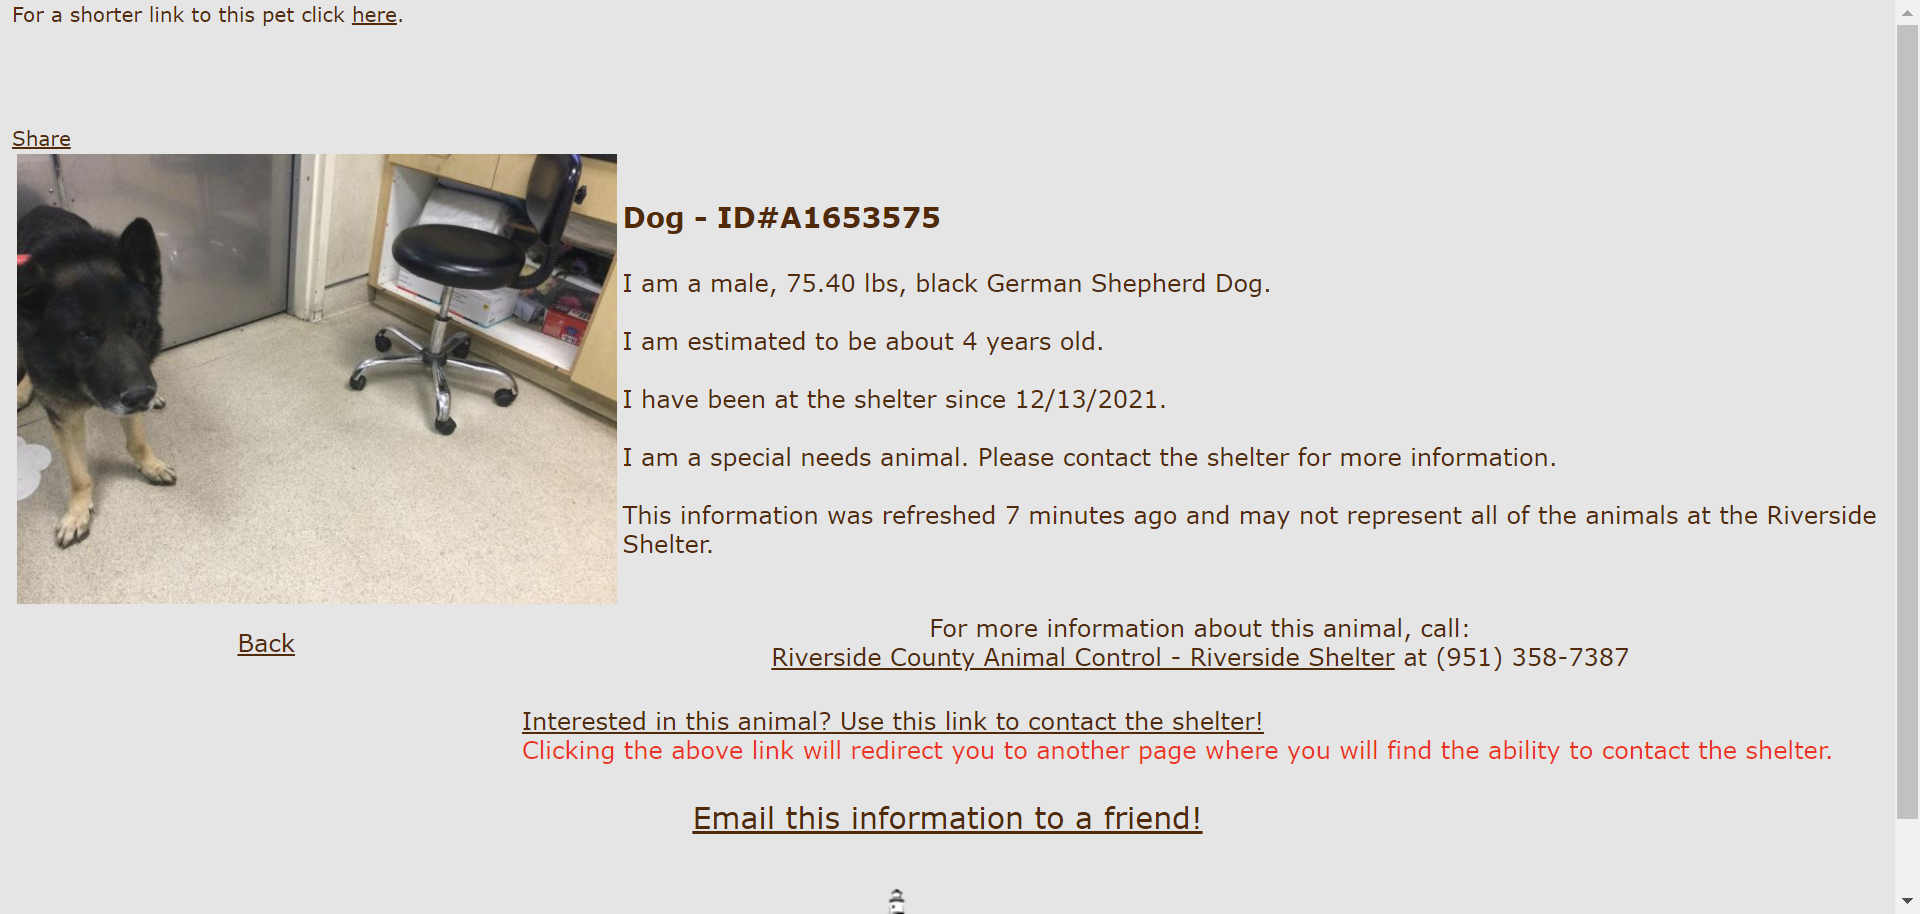 For a shorter link to this pet click here.
Share
Dog - ID#A1653575
I am a male, 75.40 lbs, black German Shepherd Dog.
I am estimated to be about 4 years old.
I have been at the shelter since 12/13/2021.
I am a special needs animal. Please contact the shelter for more information.
This information was refreshed 7 minutes ago and may not represent all of the animals at the Riverside
Shelter.
Back
For more information about this animal, call:
Riverside County Animal Control - Riverside Shelter at (951) 358-7387
Interested in this animal? Use this link to contact the shelter!
Clicking the above link will redirect you to another page where you will find the ability to contact the shelter.
Email this information to a friend!